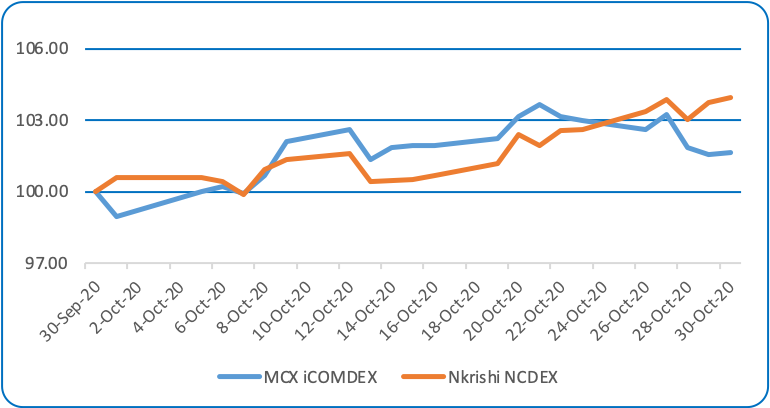 106.00
103.00
100.00
97.00
30-Sep-20
2-Oct-20
4-Oct-20
6-Oct-20
8-Oct-20
10-Oct-20
12-Oct-20
14-Oct-20
16-Oct-20
18-Oct-20
20-Oct-20
22-Oct-20
24-Oct-20
26-Oct-20
28-Oct-20
30-Oct-20
MCX iCOMDEX
Nkrishi NCDEX